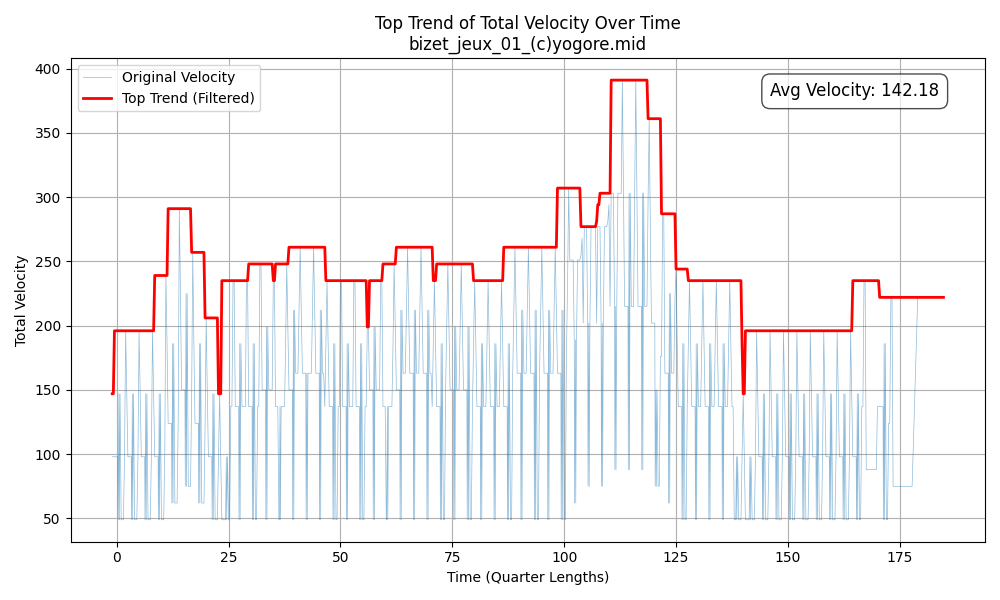 Top Trend of Total Velocity Over Time
bizet_jeux_01_(c)yogore.mid
Original Velocity
Top Trend (Filtered)
Avg Velocity: 142.18
Total Velocity
400
350
300
250
200
150
100
50
0
25
50
75
100
125
150
175
Time (Quarter Lengths)